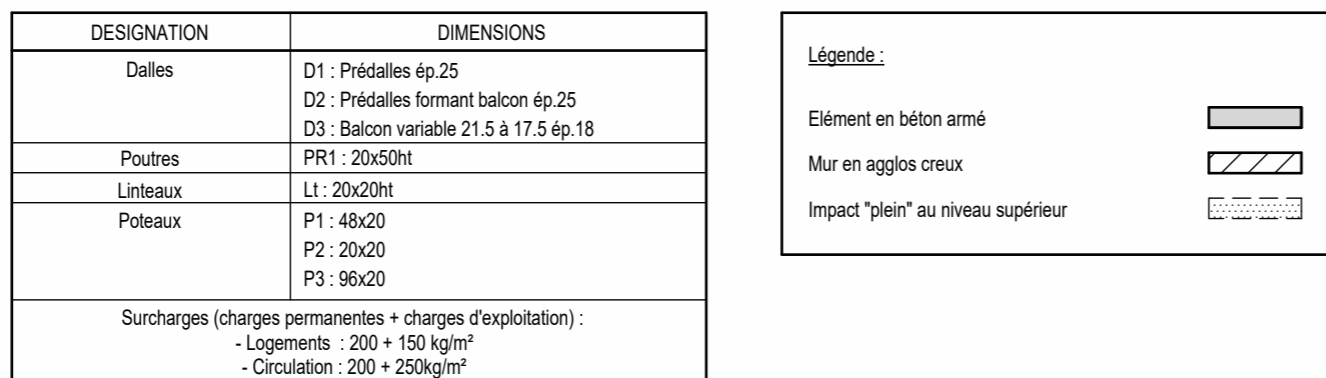 DESIGNATION DIMENSIONS
Dalles D1 : Prédalles ép.25
D2 : Prédalles formant balcon ép.25
D3 : Balcon variable 21.5 à 17.5 ép.18
Poutres PR1 : 20x50ht
Linteaux Lt : 20x20ht
Poteaux P1 : 48x20
P2 : 20x20
P3 : 96x20
Surcharges (charges permanentes + charges d'exploitation) :
- Logements : 200 + 150 kg/m²
- Circulation : 200 + 250kg/m²
Légende :
Elément en béton armé
Mur en agglos creux
Impact "plein" au niveau supérieur